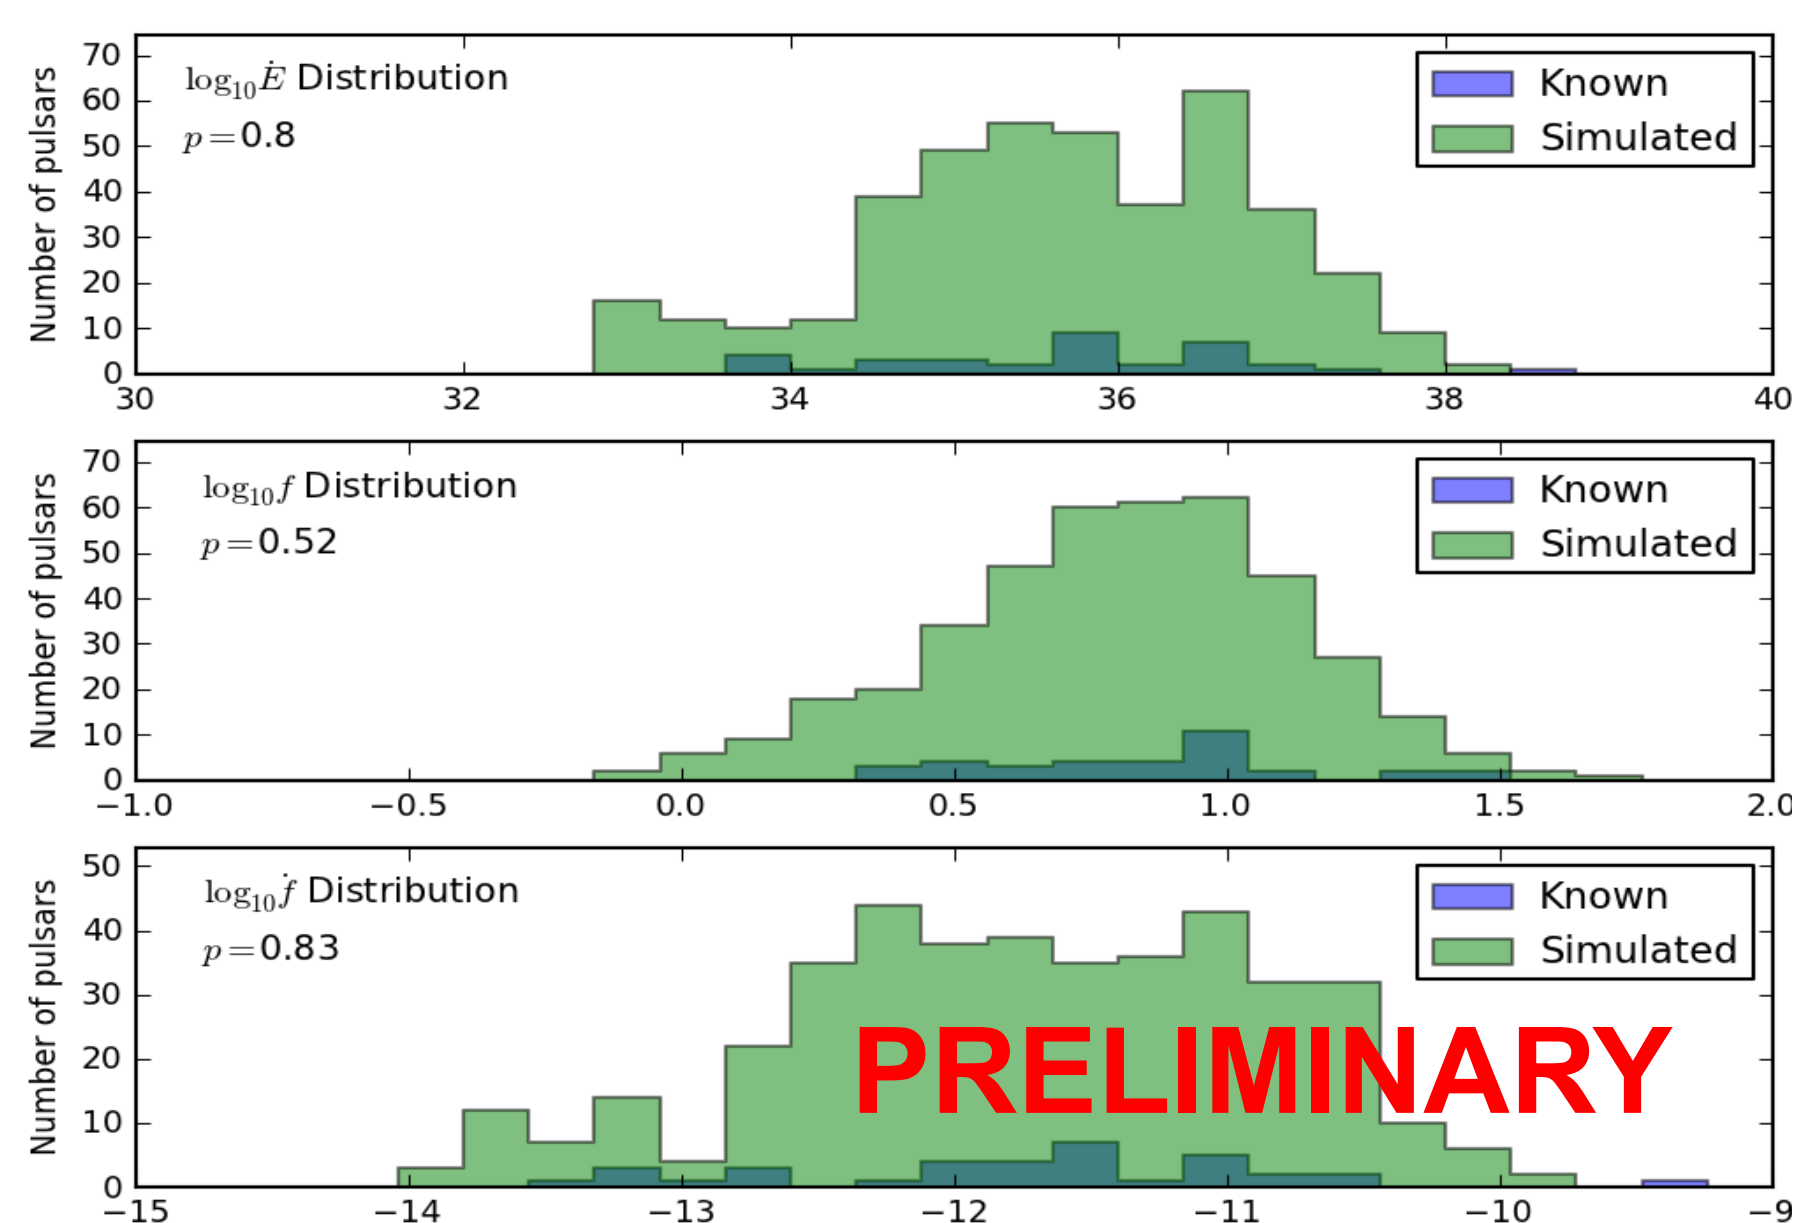 Number of pulsars
70
60
50
40
30
20
10
0
log₁₀Ė Distribution
p=0.8
Known
Simulated
30 32 34 36 38 40
Number of pulsars
70
60
50
40
30
20
10
0
log₁₀f Distribution
p=0.52
Known
Simulated
−1.0 −0.5 0.0 0.5 1.0 1.5 2.0
Number of pulsars
50
40
30
20
10
0
log₁₀ḟ Distribution
p=0.83
Known
Simulated
PRELIMINARY
−15 −14 −13 −12 −11 −10 −9